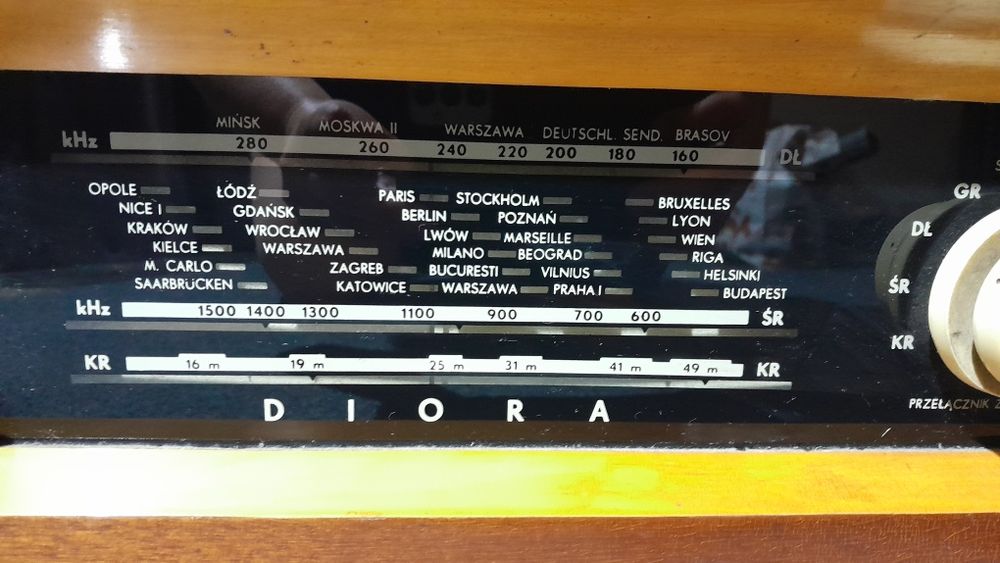 MIŃSK MOSKWA II WARSZAWA DEUTSCHL. SEND. BRASOV
kHz 280 260 240 220 200 180 160 DŁ
OPOLE ŁÓDŹ PARIS STOCKHOLM BRUXELLES
NICE I GDAŃSK BERLIN POZNAŃ LYON
KRAKÓW WROCŁAW LWÓW MARSEILLE WIEN
KIELCE WARSZAWA MILANO BEOGRAD RIGA
M. CARLO ZAGREB BUCURESTI VILNIUS HELSINKI
SAARBRÜCKEN KATOWICE WARSZAWA PRAHA I BUDAPEST
kHz 1500 1400 1300 1100 900 700 600 ŚR
KR 16 m 19 m 25 m 31 m 41 m 49 m KR
DIORA
GR
DŁ
ŚR
KR
PRZEŁĄCZNIK